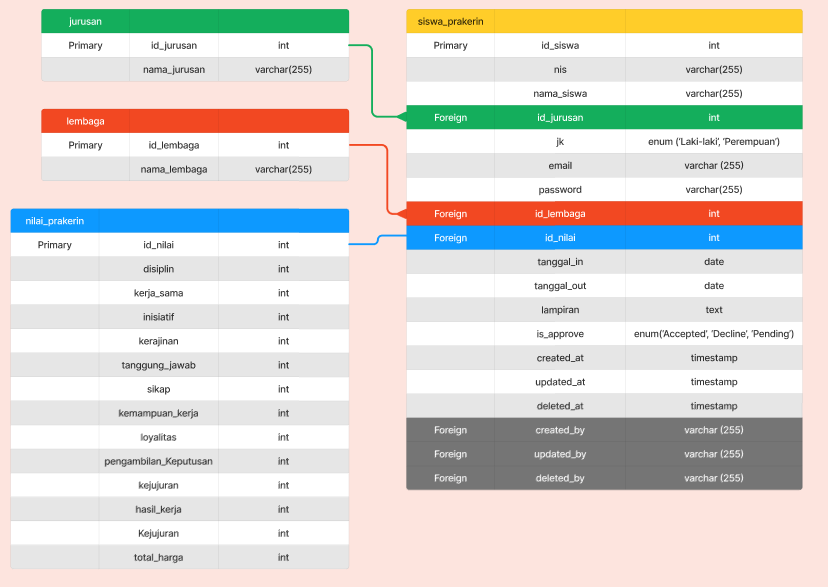 jurusan
Primary id_jurusan int
nama_jurusan varchar(255)
lembaga
Primary id_lembaga int
nama_lembaga varchar(255)
nilai_prakerin
Primary id_nilai int
disiplin int
kerja_sama int
inisiatif int
kerajinan int
tanggung_jawab int
sikap int
kemampuan_kerja int
loyalitas int
pengambilan_Keputusan int
kejujuran int
hasil_kerja int
Kejujuran int
total_harga int
siswa_prakerin
Primary id_siswa int
nis varchar(255)
nama_siswa varchar(255)
Foreign id_jurusan int
jk enum (‘Laki-laki’, ‘Perempuan’)
email varchar (255)
password varchar(255)
Foreign id_lembaga int
Foreign id_nilai int
tanggal_in date
tanggal_out date
lampiran text
is_approve enum(‘Accepted’, ‘Decline’, ‘Pending’)
created_at timestamp
updated_at timestamp
deleted_at timestamp
Foreign created_by varchar (255)
Foreign updated_by varchar (255)
Foreign deleted_by varchar (255)